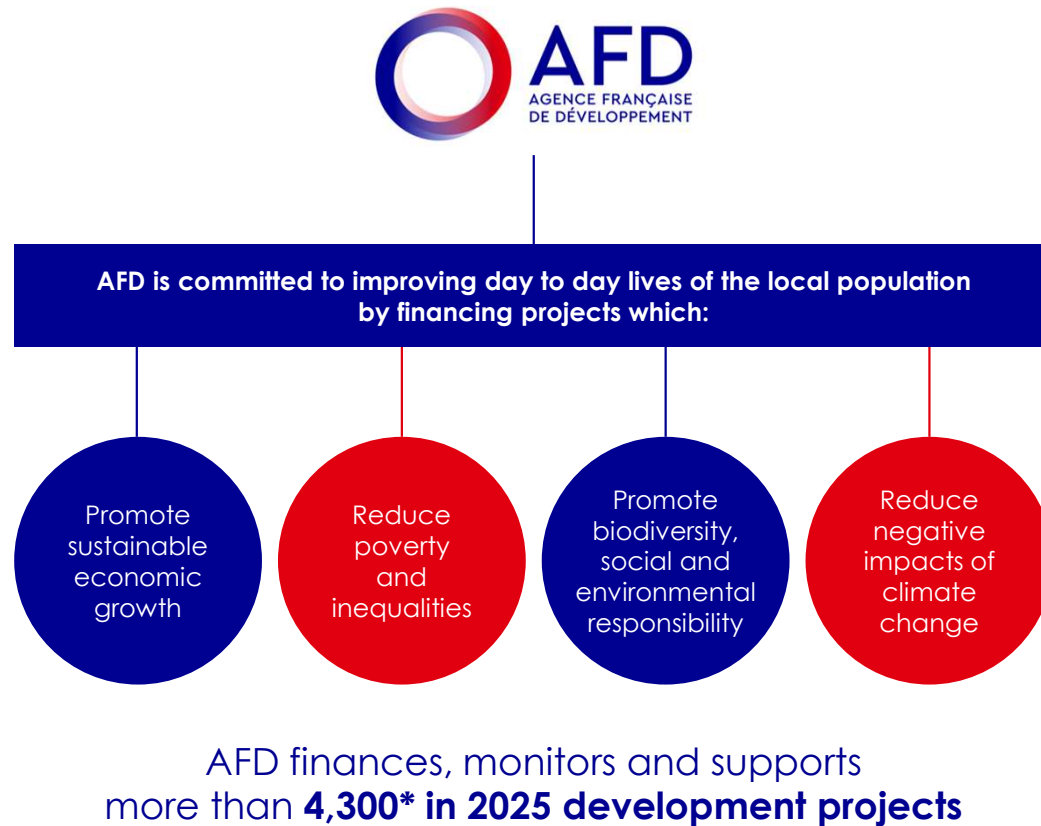 AFD
AGENCE FRANÇAISE
DE DÉVELOPPEMENT
AFD is committed to improving day to day lives of the local population
by financing projects which:
Promote
sustainable
economic
growth
Reduce
poverty
and
inequalities
Promote
biodiversity,
social and
environmental
responsibility
Reduce
negative
impacts of
climate
change
AFD finances, monitors and supports
more than 4,300* in 2025 development projects